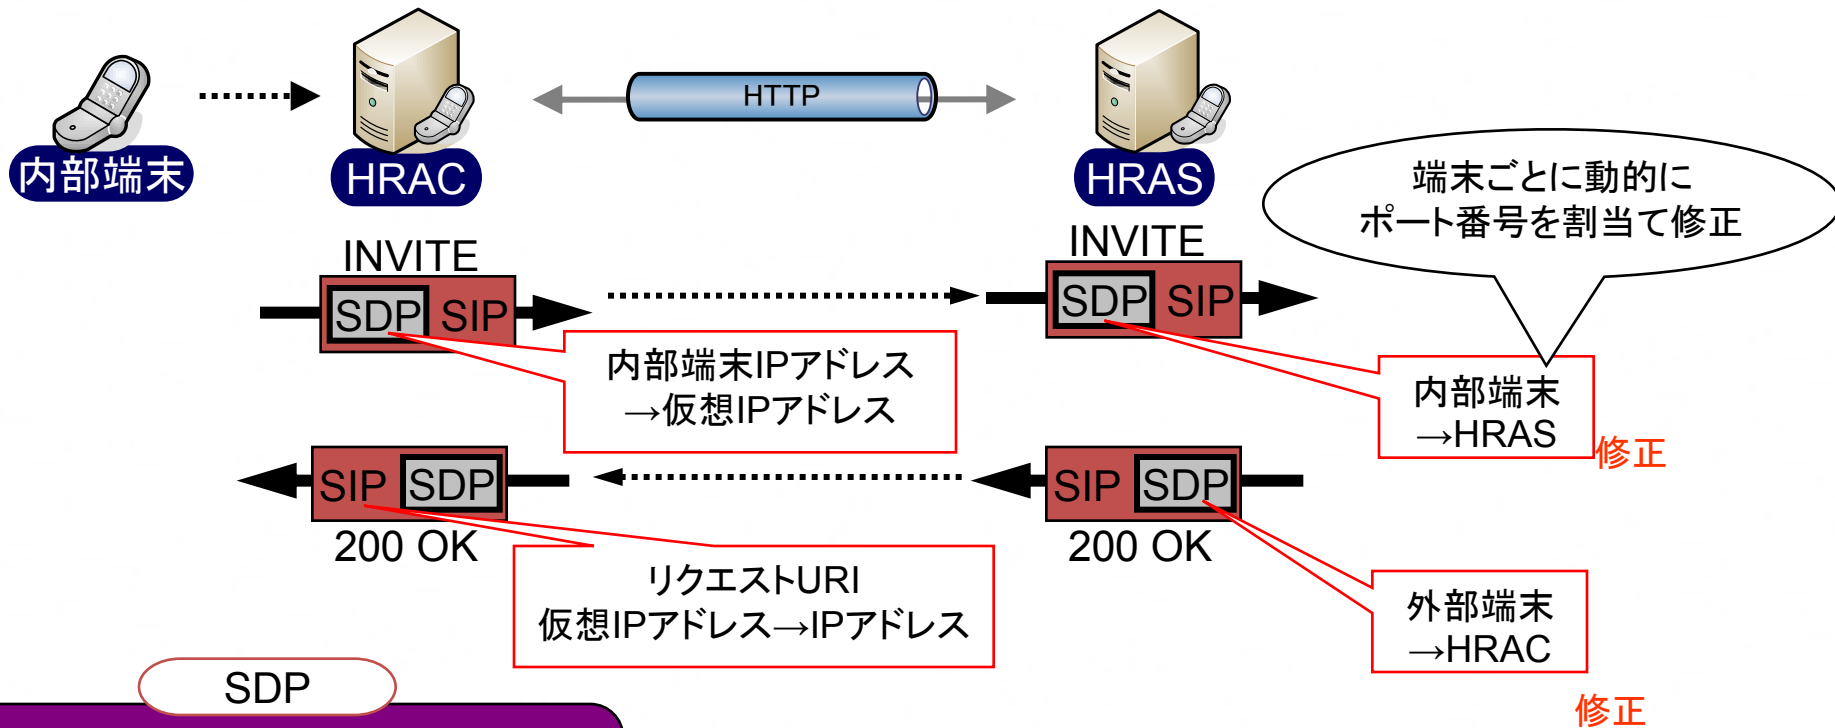 HTTP
内部端末
HRAC
HRAS
端末ごとに動的に
ポート番号を割当て修正
INVITE
INVITE
SDP SIP
SDP SIP
内部端末IPアドレス
→仮想IPアドレス
内部端末
→HRAS
修正
SIP SDP
SIP SDP
200 OK
200 OK
リクエストURI
仮想IPアドレス→IPアドレス
外部端末
→HRAC
修正
SDP